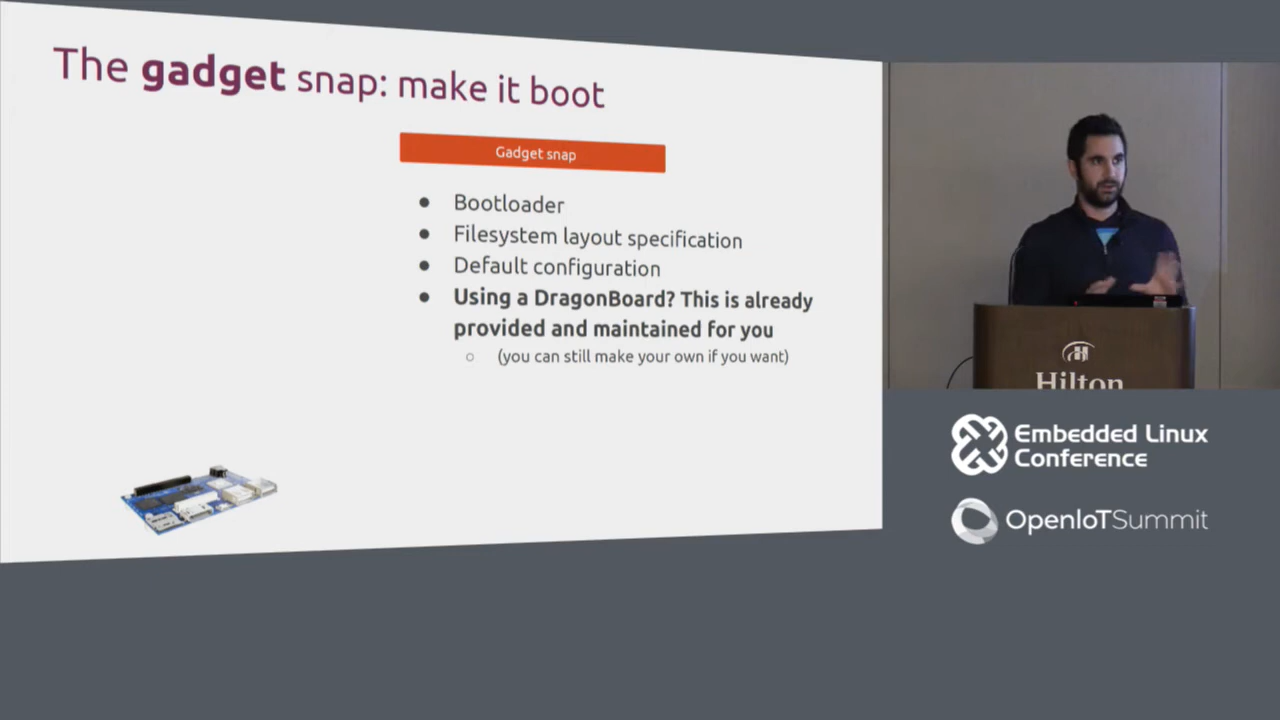 The gadget snap: make it boot
Gadget snap
● Bootloader
● Filesystem layout specification
● Default configuration
● Using a DragonBoard? This is already
provided and maintained for you
○ (you can still make your own if you want)
Hilton
Embedded Linux
Conference
OpenIoTSummit